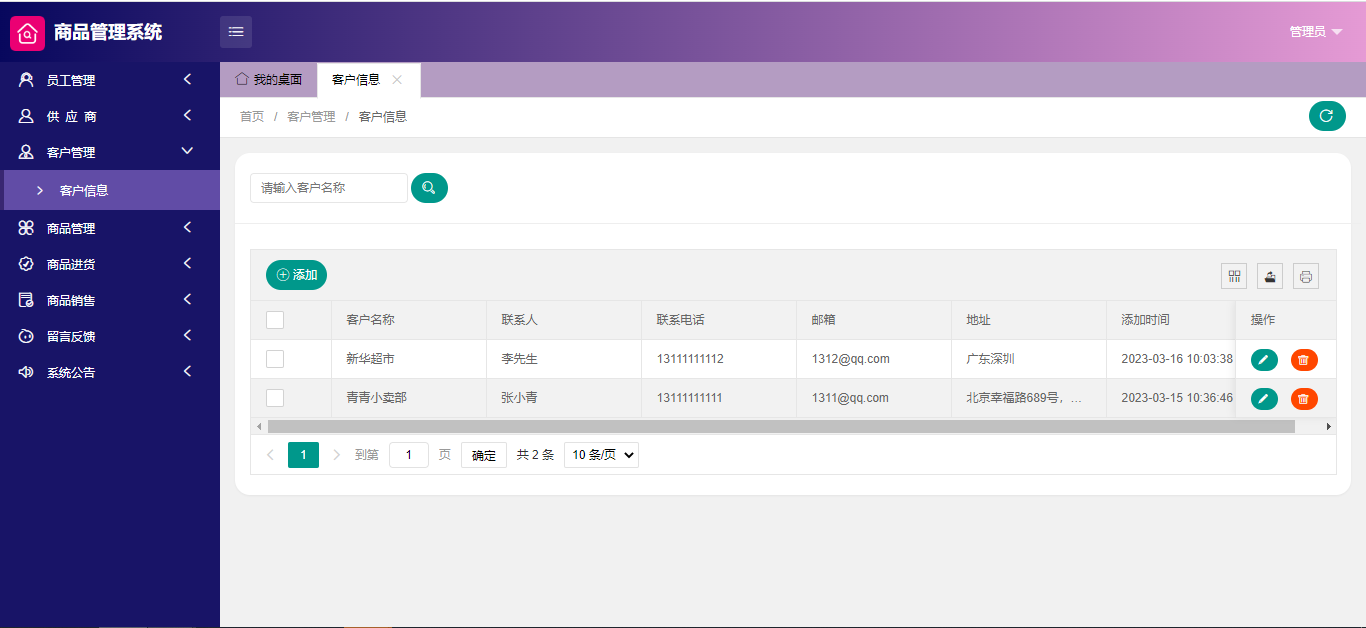 商品管理系统
管理员
员工管理
供 应 商
客户管理
客户信息
商品管理
商品进货
商品销售
留言反馈
系统公告
我的桌面 客户信息
首页 / 客户管理 / 客户信息
请输入客户名称
添加
客户名称 联系人 联系电话 邮箱 地址 添加时间 操作
新华超市 李先生 13111111112 1312@qq.com 广东深圳 2023-03-16 10:03:38
青青小卖部 张小青 13111111111 1311@qq.com 北京幸福路689号, ... 2023-03-15 10:36:46
1 到第 1 页 确定 共 2 条 10 条/页